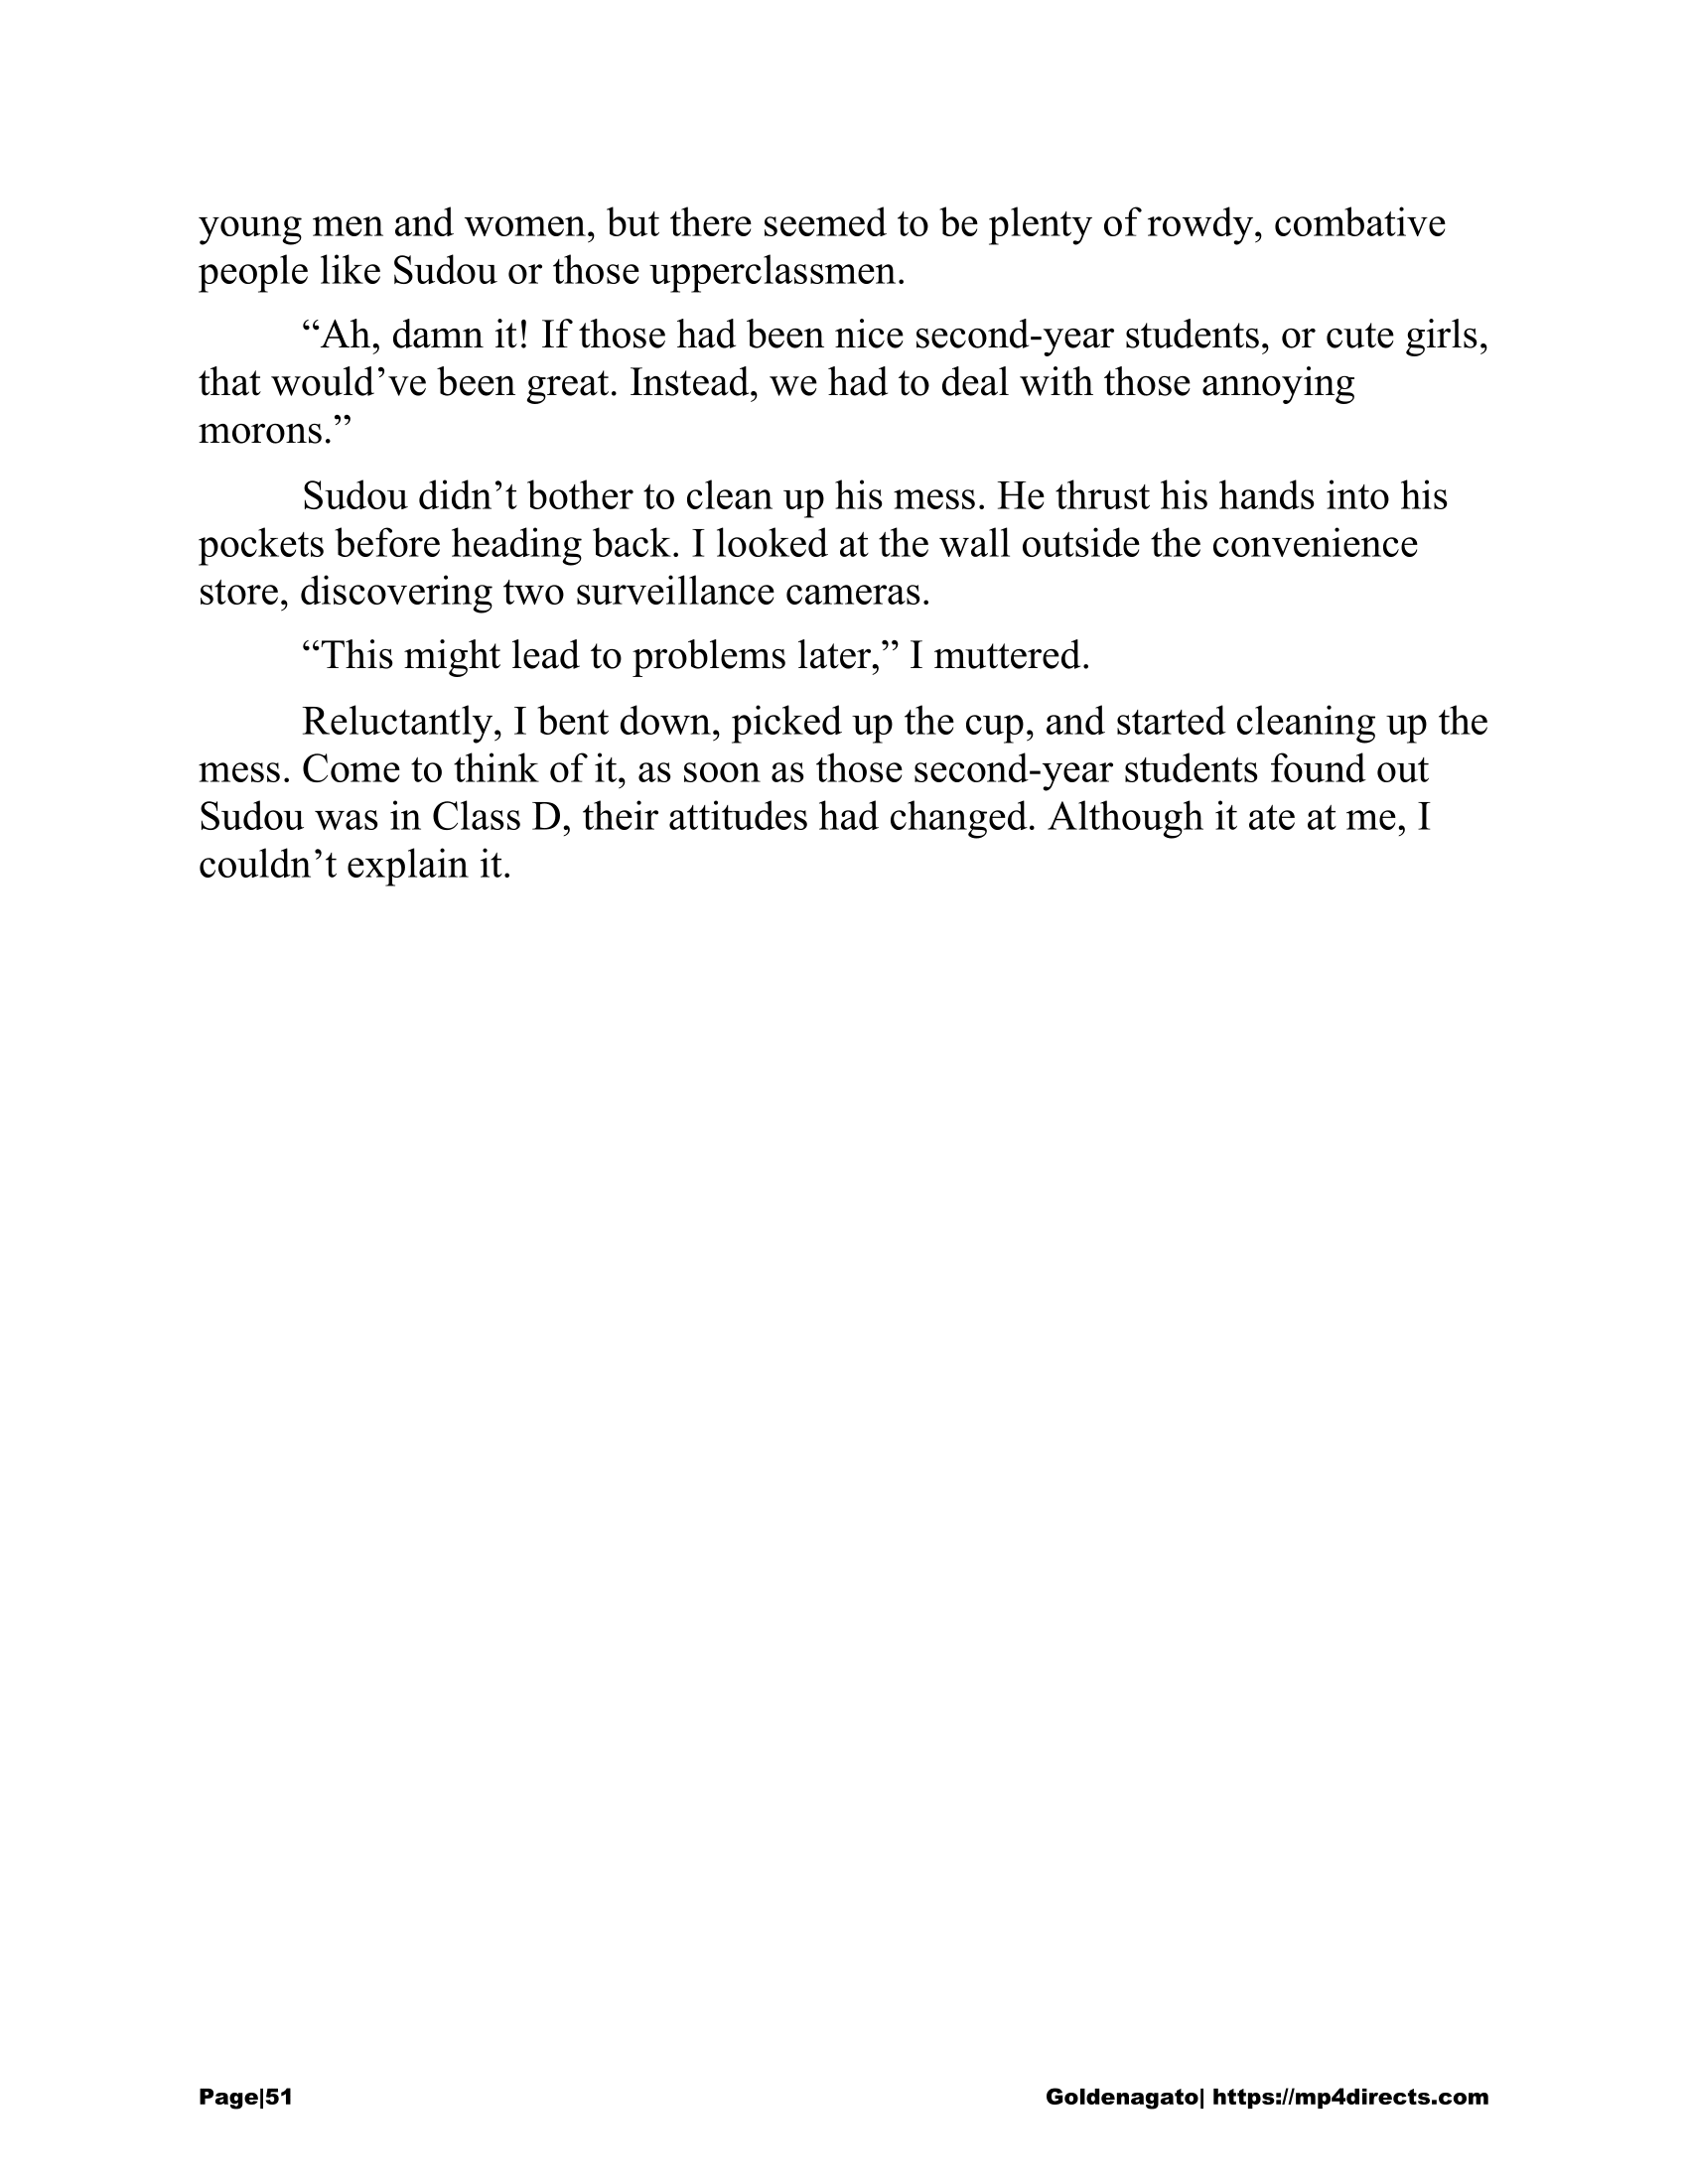 young men and women, but there seemed to be plenty of rowdy, combative
people like Sudou or those upperclassmen.
“Ah, damn it! If those had been nice second-year students, or cute girls,
that would’ve been great. Instead, we had to deal with those annoying
morons.”
Sudou didn’t bother to clean up his mess. He thrust his hands into his
pockets before heading back. I looked at the wall outside the convenience
store, discovering two surveillance cameras.
“This might lead to problems later,” I muttered.
Reluctantly, I bent down, picked up the cup, and started cleaning up the
mess. Come to think of it, as soon as those second-year students found out
Sudou was in Class D, their attitudes had changed. Although it ate at me, I
couldn’t explain it.
Page|51 Goldenagato| https://mp4directs.com